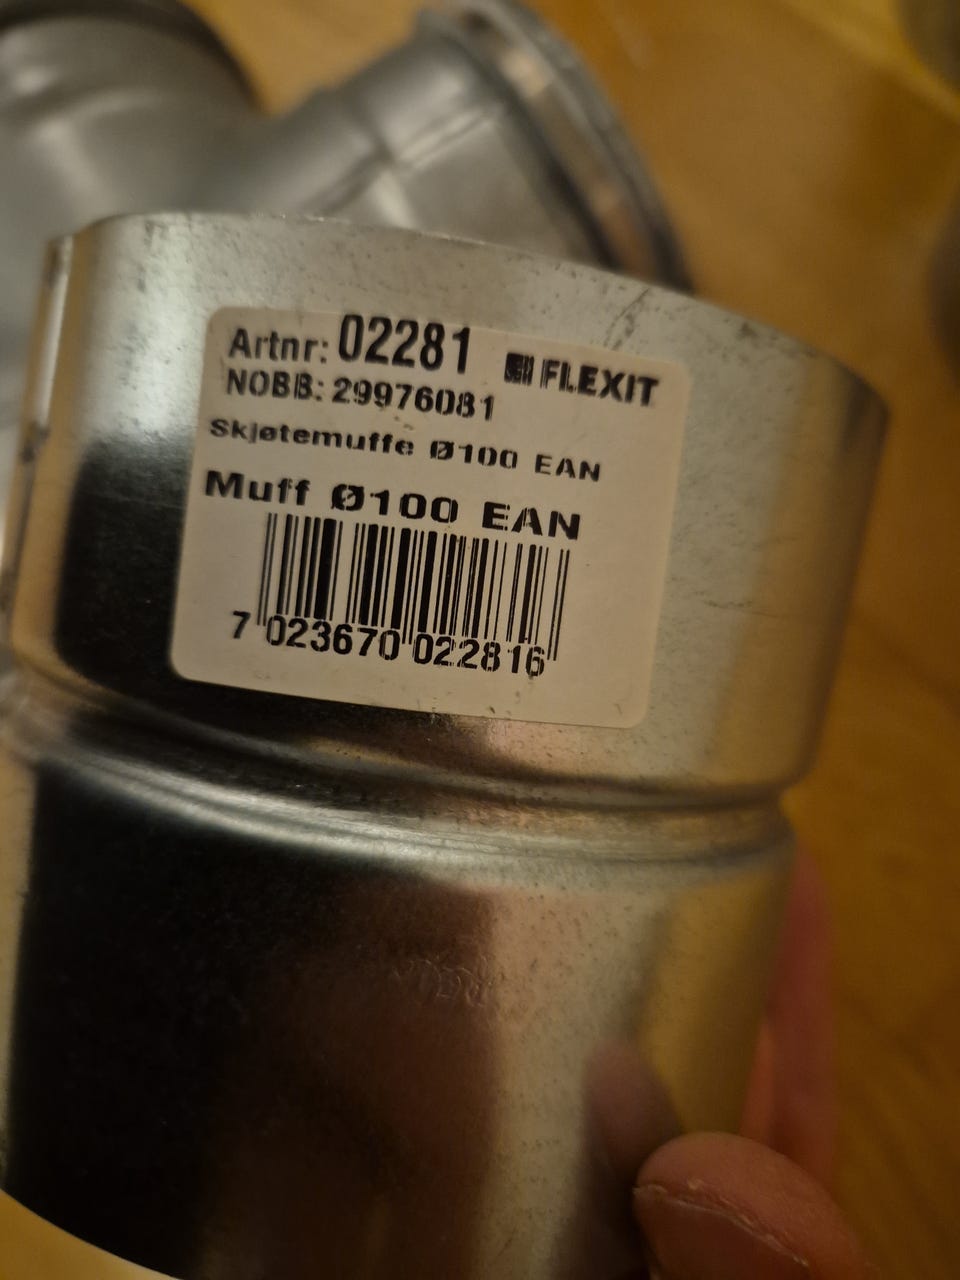 Artnr: 02281 FLEXIT
NOBB: 29976081
Skjøtemuffe Ø100 EAN
Muff Ø100 EAN
7 023670 022816